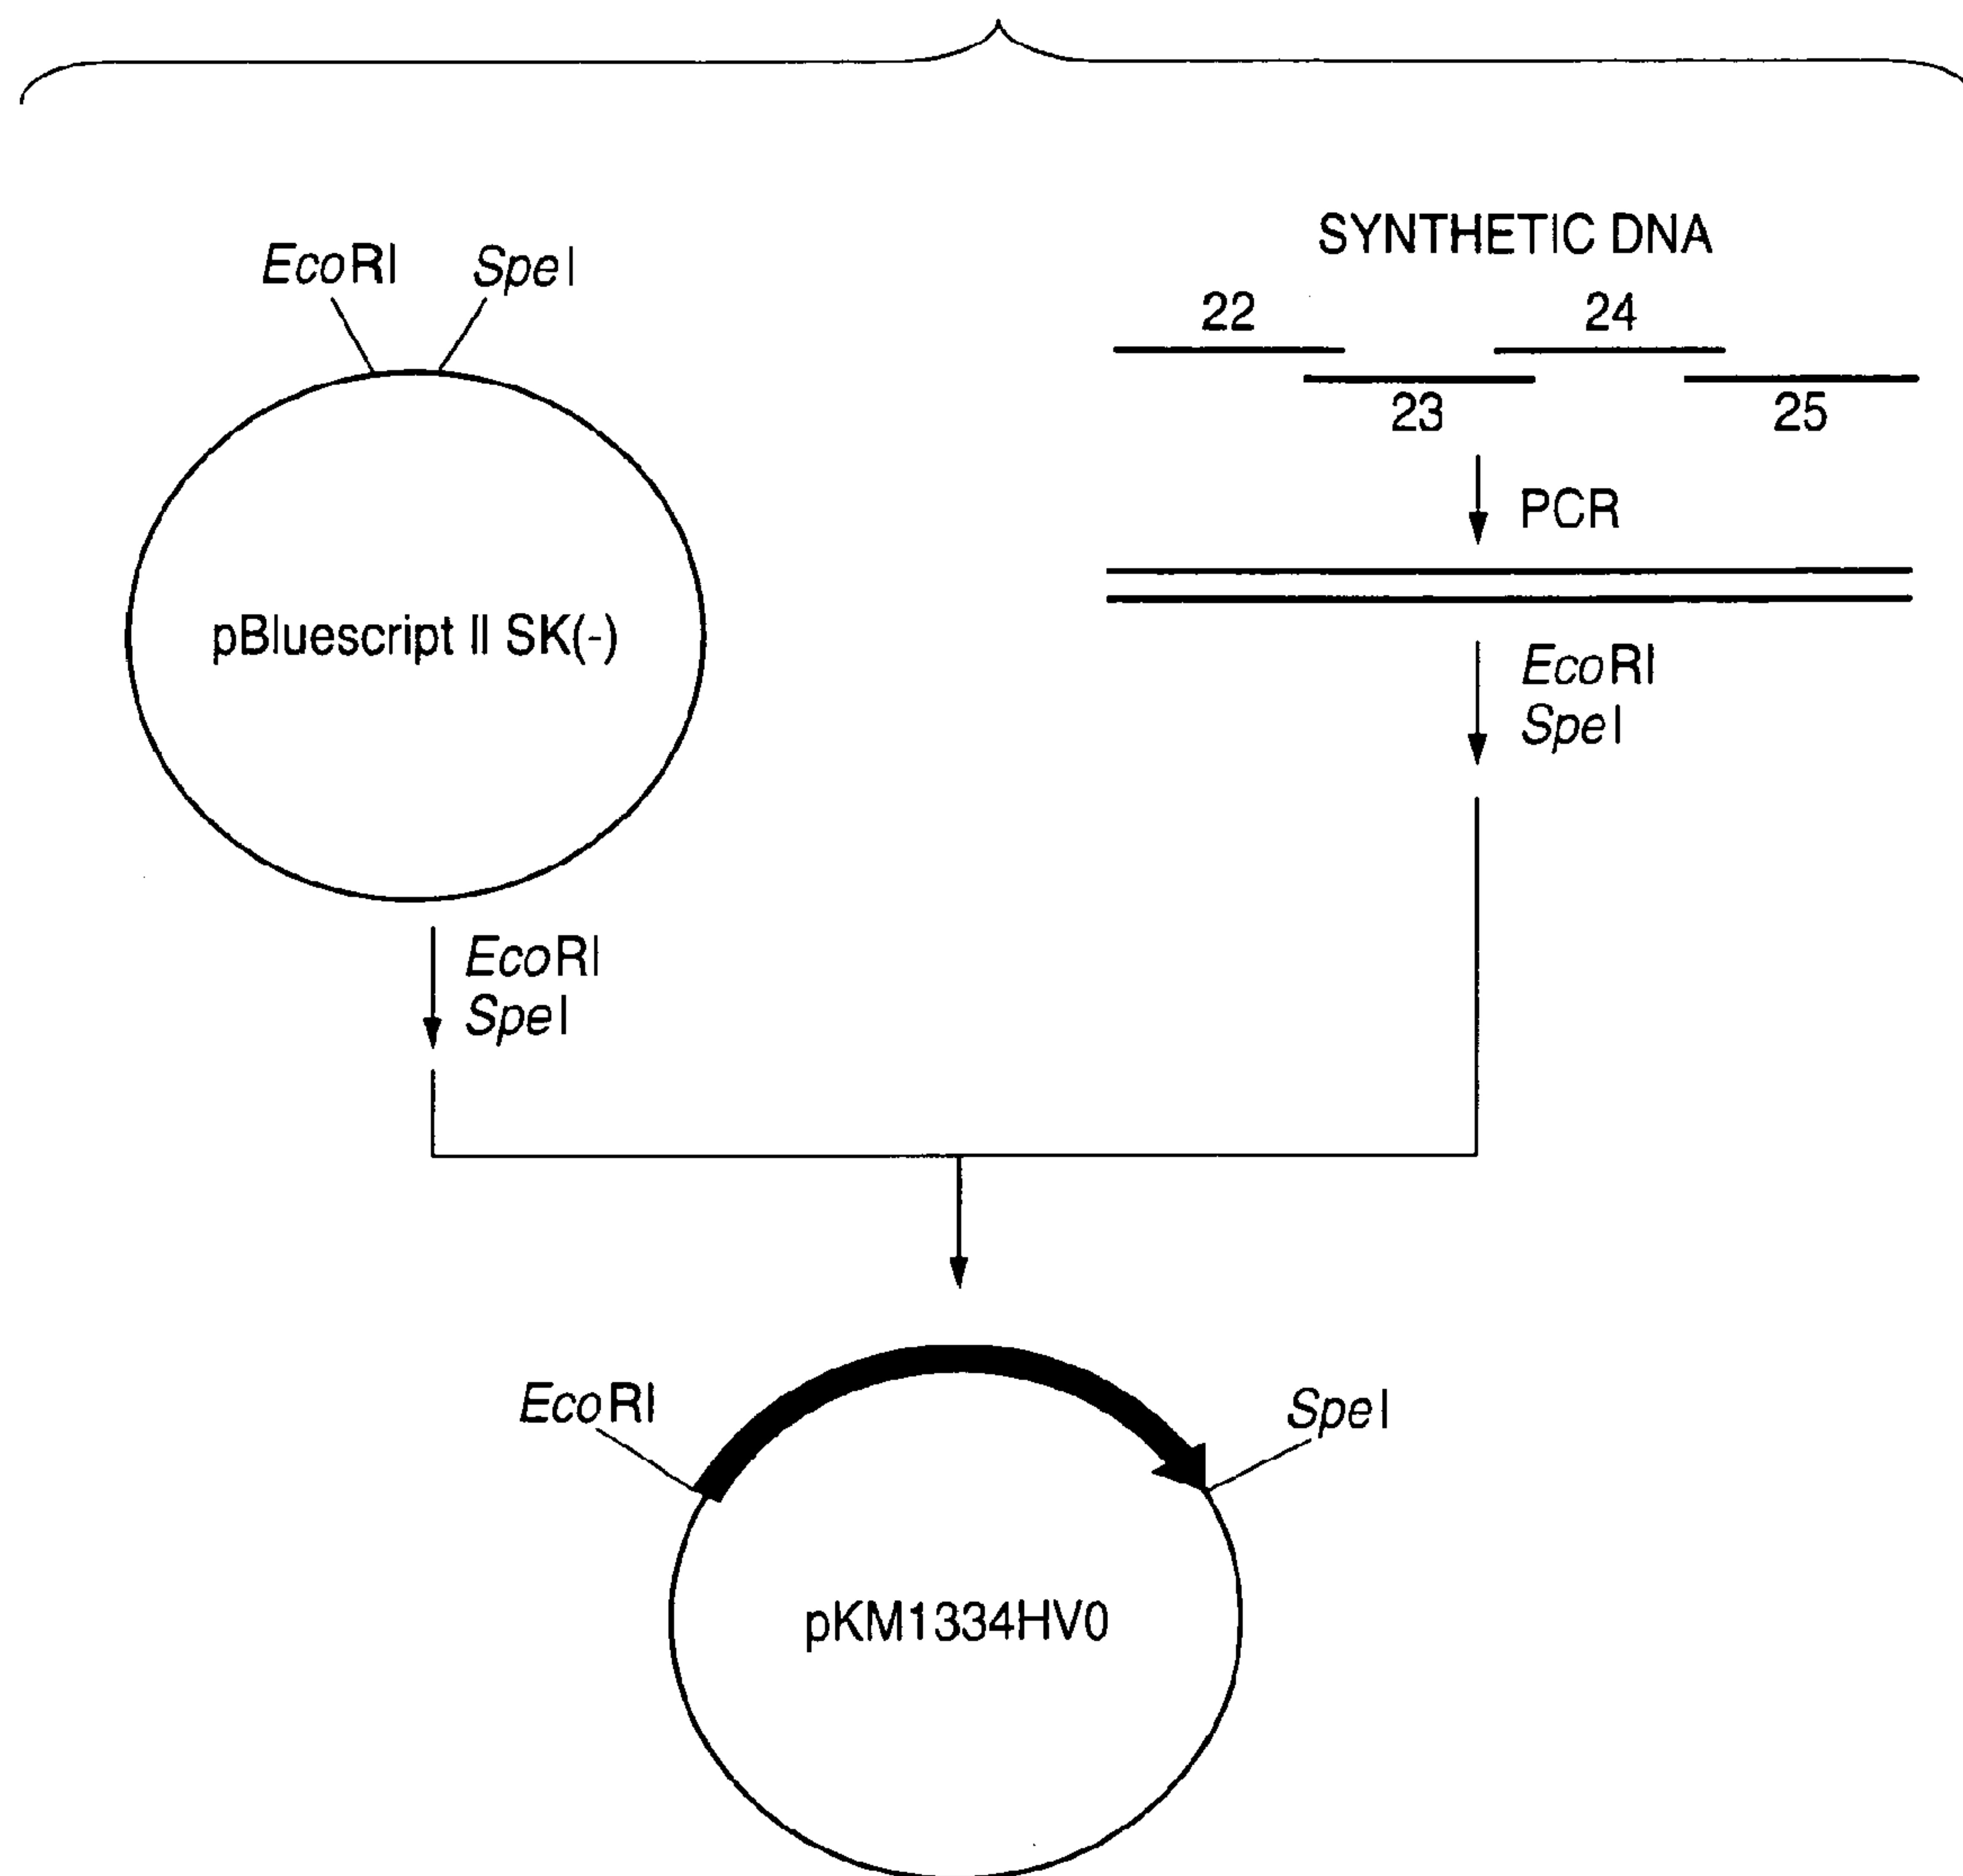 SYNTHETIC DNA
EcoRI SpeI
22 24
23 25
PCR
pBluescript II SK(-)
EcoRI
SpeI
EcoRI
SpeI
EcoRI SpeI
pKM1334HV0